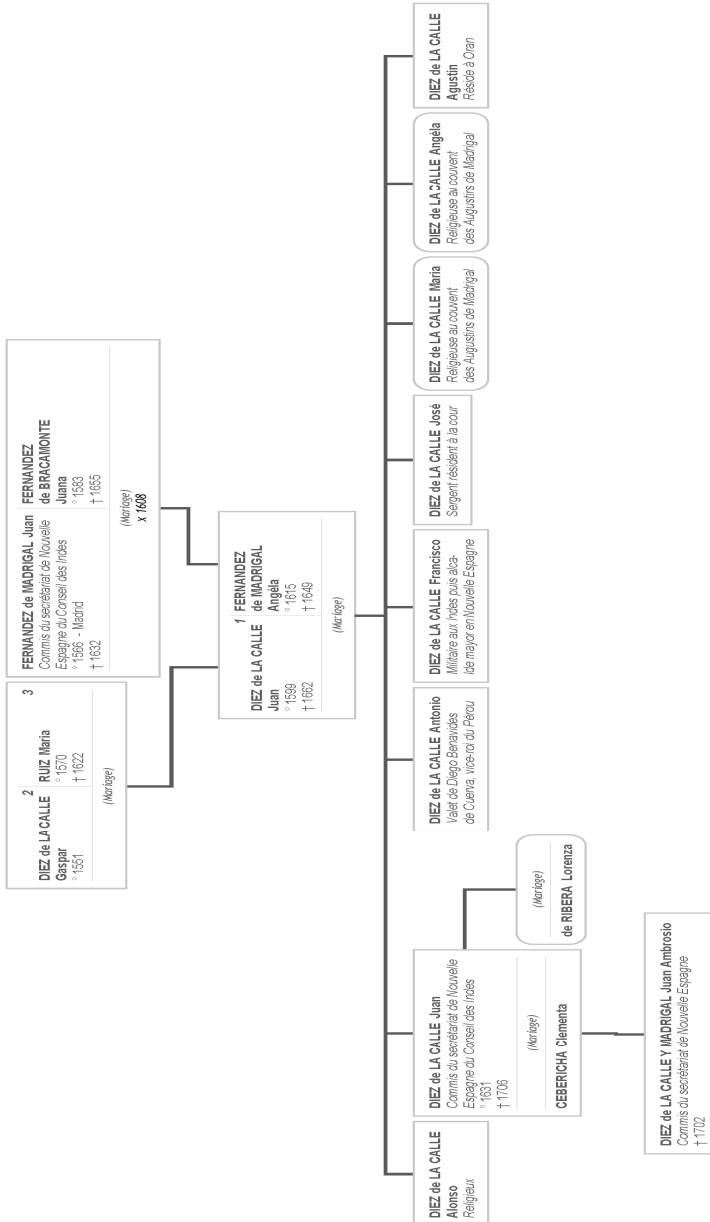 DIEZ de LA CALLE
Gaspar
° 1551
2
RUIZ Maria
° 1570
† 1622
3
(Mariage)
FERNANDEZ de MADRIGAL Juan
Commis du secrétariat de Nouvelle
Espagne du Conseil des Indes
° 1566 - Madrid
† 1632
FERNANDEZ
de BRACAMONTE
Juana
° 1583
† 1655
(Mariage)
x 1608
DIEZ de LA CALLE
Juan
° 1599
† 1662
1
FERNANDEZ
de MADRIGAL
Angéla
° 1615
† 1649
(Mariage)
DIEZ de LA CALLE
Alonso
Religieux
DIEZ de LA CALLE Juan
Commis du secrétariat de Nouvelle
Espagne du Conseil des Indes
° 1631
† 1706
(Mariage)
CEBERICHA Clementa
(Mariage)
de RIBERA Lorenza
DIEZ de LA CALLE Antonio
Valet de Diego Benavides
de Cuerva, vice-roi du Pérou
DIEZ de LA CALLE Francisco
Militaire aux Indes puis alca-
lde mayor en Nouvelle Espagne
DIEZ de LA CALLE José
Sergent résident à la cour
DIEZ de LA CALLE Maria
Religieuse au couvent
des Augustins de Madrigal
DIEZ de LA CALLE Angéla
Religieuse au couvent
des Augustins de Madrigal
DIEZ de LA CALLE
Agustin
Réside à Oran
DIEZ de LA CALLE Y MADRIGAL Juan Ambrosio
Commis du secrétariat de Nouvelle Espagne
† 1702